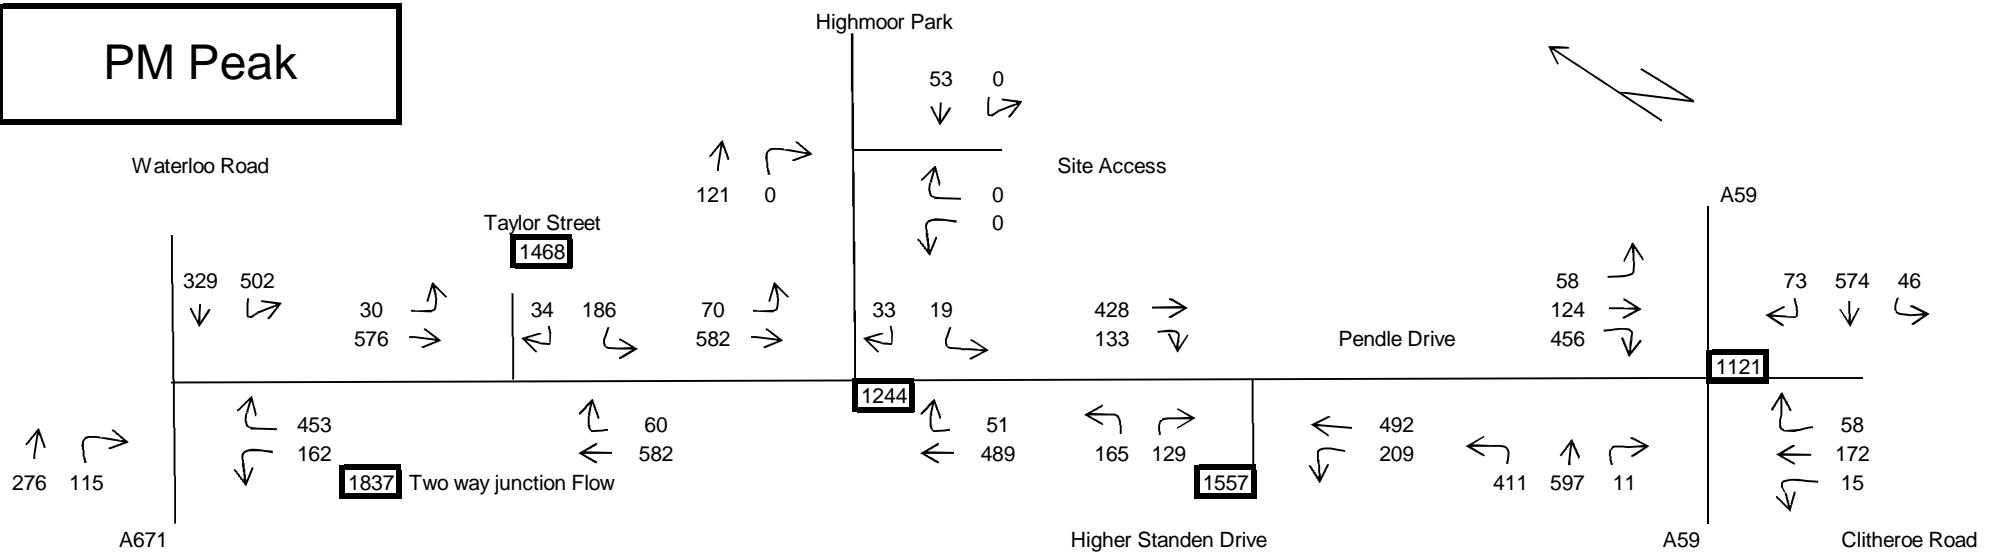 PM Peak
Highmoor Park
53 0
Waterloo Road
Site Access
121 0
0
A59
Taylor Street
0
1468
329 502
58
73 574 46
30
34 186
70
33 19
428
124
576
582
133
Pendle Drive
456
1121
1244
453
60
51
492
58
162
582
489
165 129
209
172
276 115
1837 Two way junction Flow
1557
411 597 11
15
A671
Higher Standen Drive
A59
Clitheroe Road